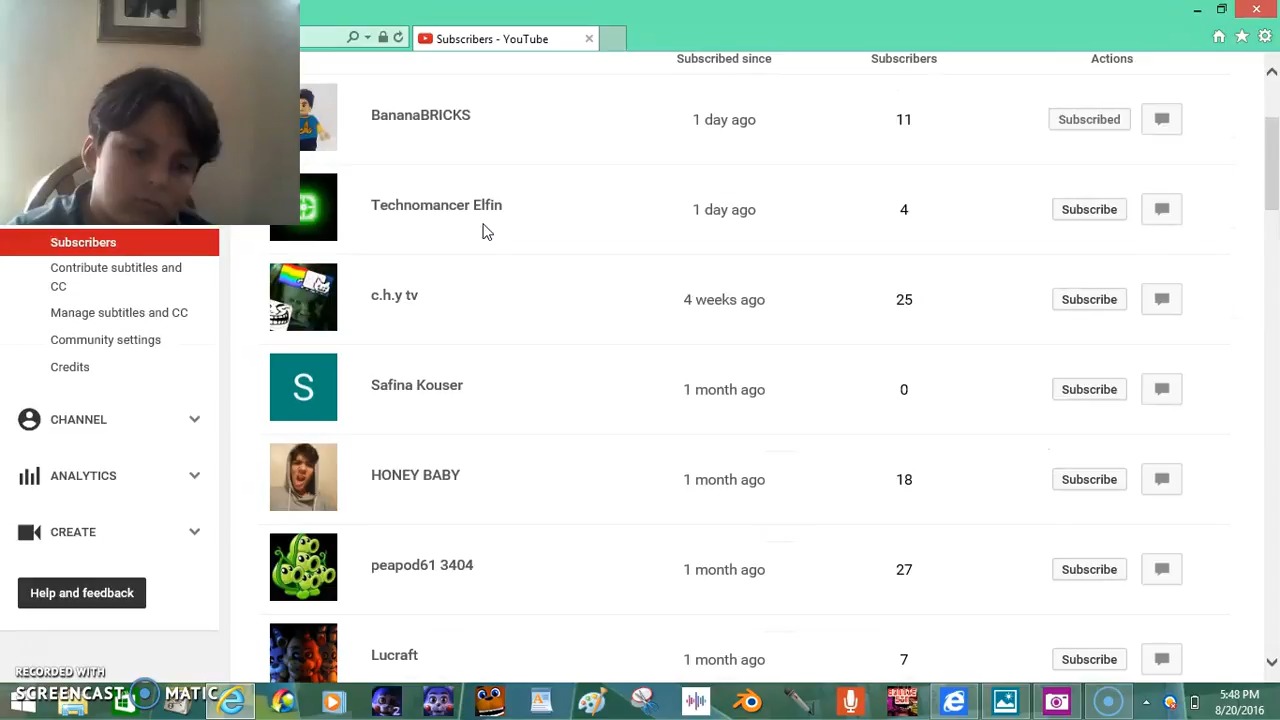 Subscribers - YouTube
Subscribed since Subscribers Actions
BananaBRICKS 1 day ago 11 Subscribed
Technomancer Elfin 1 day ago 4 Subscribe
Subscribers
Contribute subtitles and
CC
c.h.y tv 4 weeks ago 25 Subscribe
Manage subtitles and CC
Community settings
Credits
S Safina Kouser 1 month ago 0 Subscribe
CHANNEL
HONEY BABY 1 month ago 18 Subscribe
ANALYTICS
CREATE
peapod61 3404 1 month ago 27 Subscribe
Help and feedback
Lucraft 1 month ago 7 Subscribe
RECORDED WITH
SCREENCAST MATIC
5:48 PM
8/20/2016